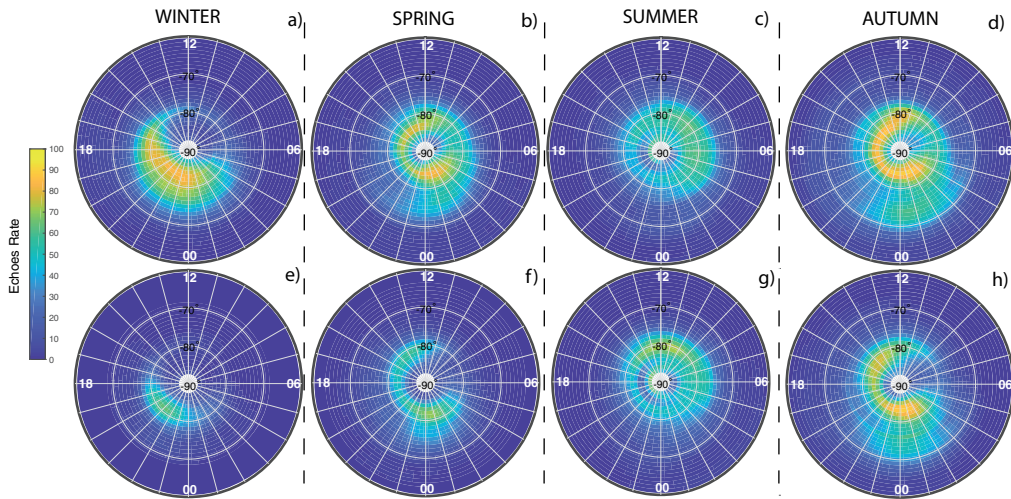 WINTER SPRING SUMMER AUTUMN
a) b) c) d)
12 12 12 12
-70° -70° -70° -70°
-80° -80° -80° -80°
18 -90 06 18 -90 06 18 -90 06 18 -90 06
00 00 00 00
Echoes Rate
100
90
80
70
60
50
40
30
20
10
0
e) f) g) h)
12 12 12 12
-70° -70° -70° -70°
-80° -80° -80° -80°
18 -90 06 18 -90 06 18 -90 06 18 -90 06
00 00 00 00